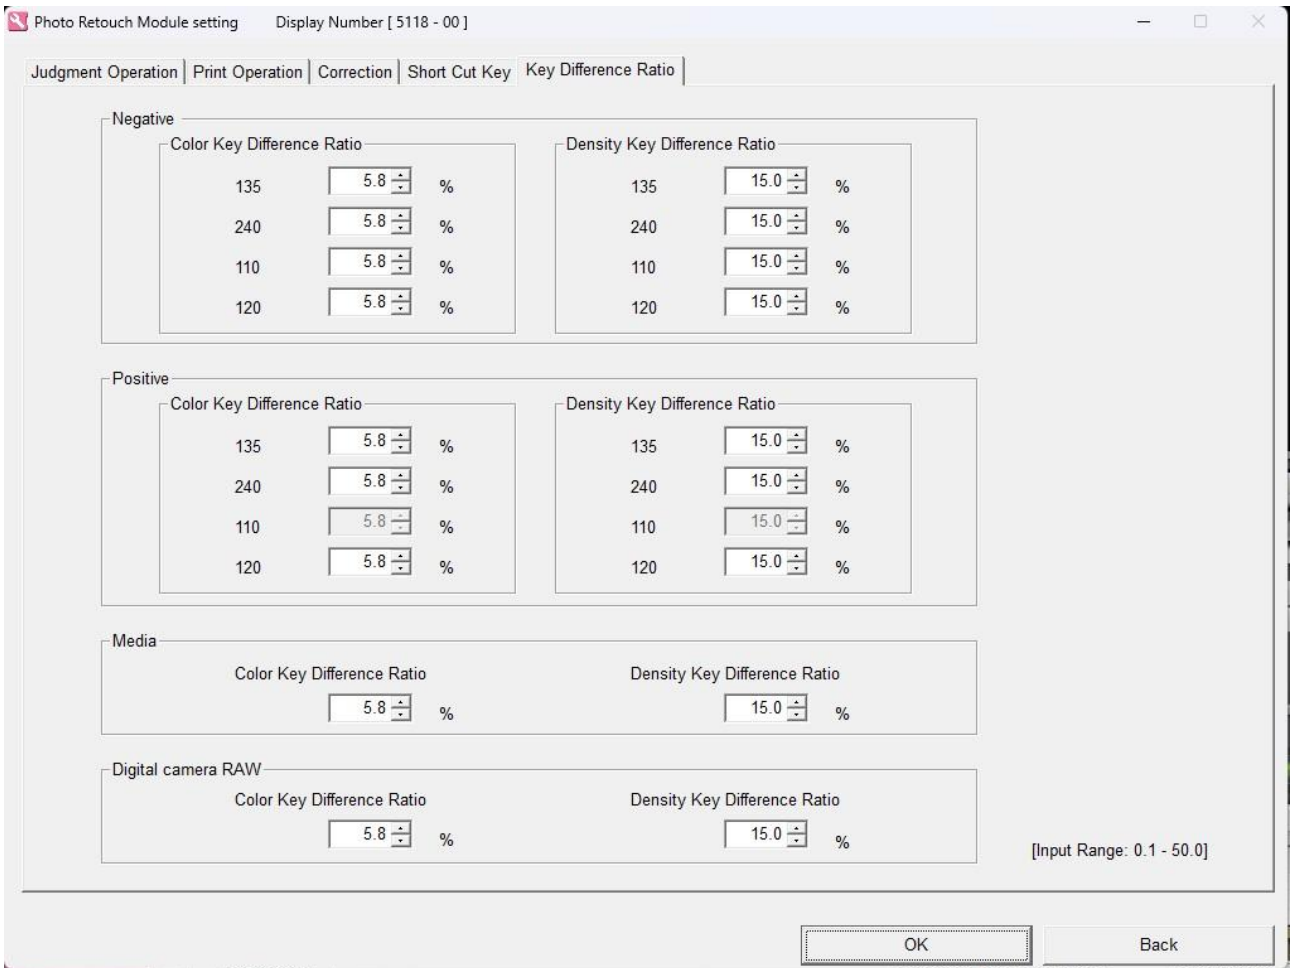 Photo Retouch Module setting Display Number [ 5118 - 00 ]
Judgment Operation Print Operation Correction Short Cut Key Key Difference Ratio
Negative
Color Key Difference Ratio Density Key Difference Ratio
135 5.8 % 135 15.0 %
240 5.8 % 240 15.0 %
110 5.8 % 110 15.0 %
120 5.8 % 120 15.0 %
Positive
Color Key Difference Ratio Density Key Difference Ratio
135 5.8 % 135 15.0 %
240 5.8 % 240 15.0 %
110 5.8 % 110 15.0 %
120 5.8 % 120 15.0 %
Media
Color Key Difference Ratio Density Key Difference Ratio
5.8 % 15.0 %
Digital camera RAW
Color Key Difference Ratio Density Key Difference Ratio
5.8 % 15.0 %
[Input Range: 0.1 - 50.0]
OK Back